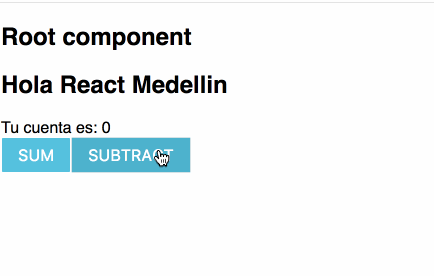 Root component
Hola React Medellin
Tu cuenta es: 0
SUM SUBTRACT